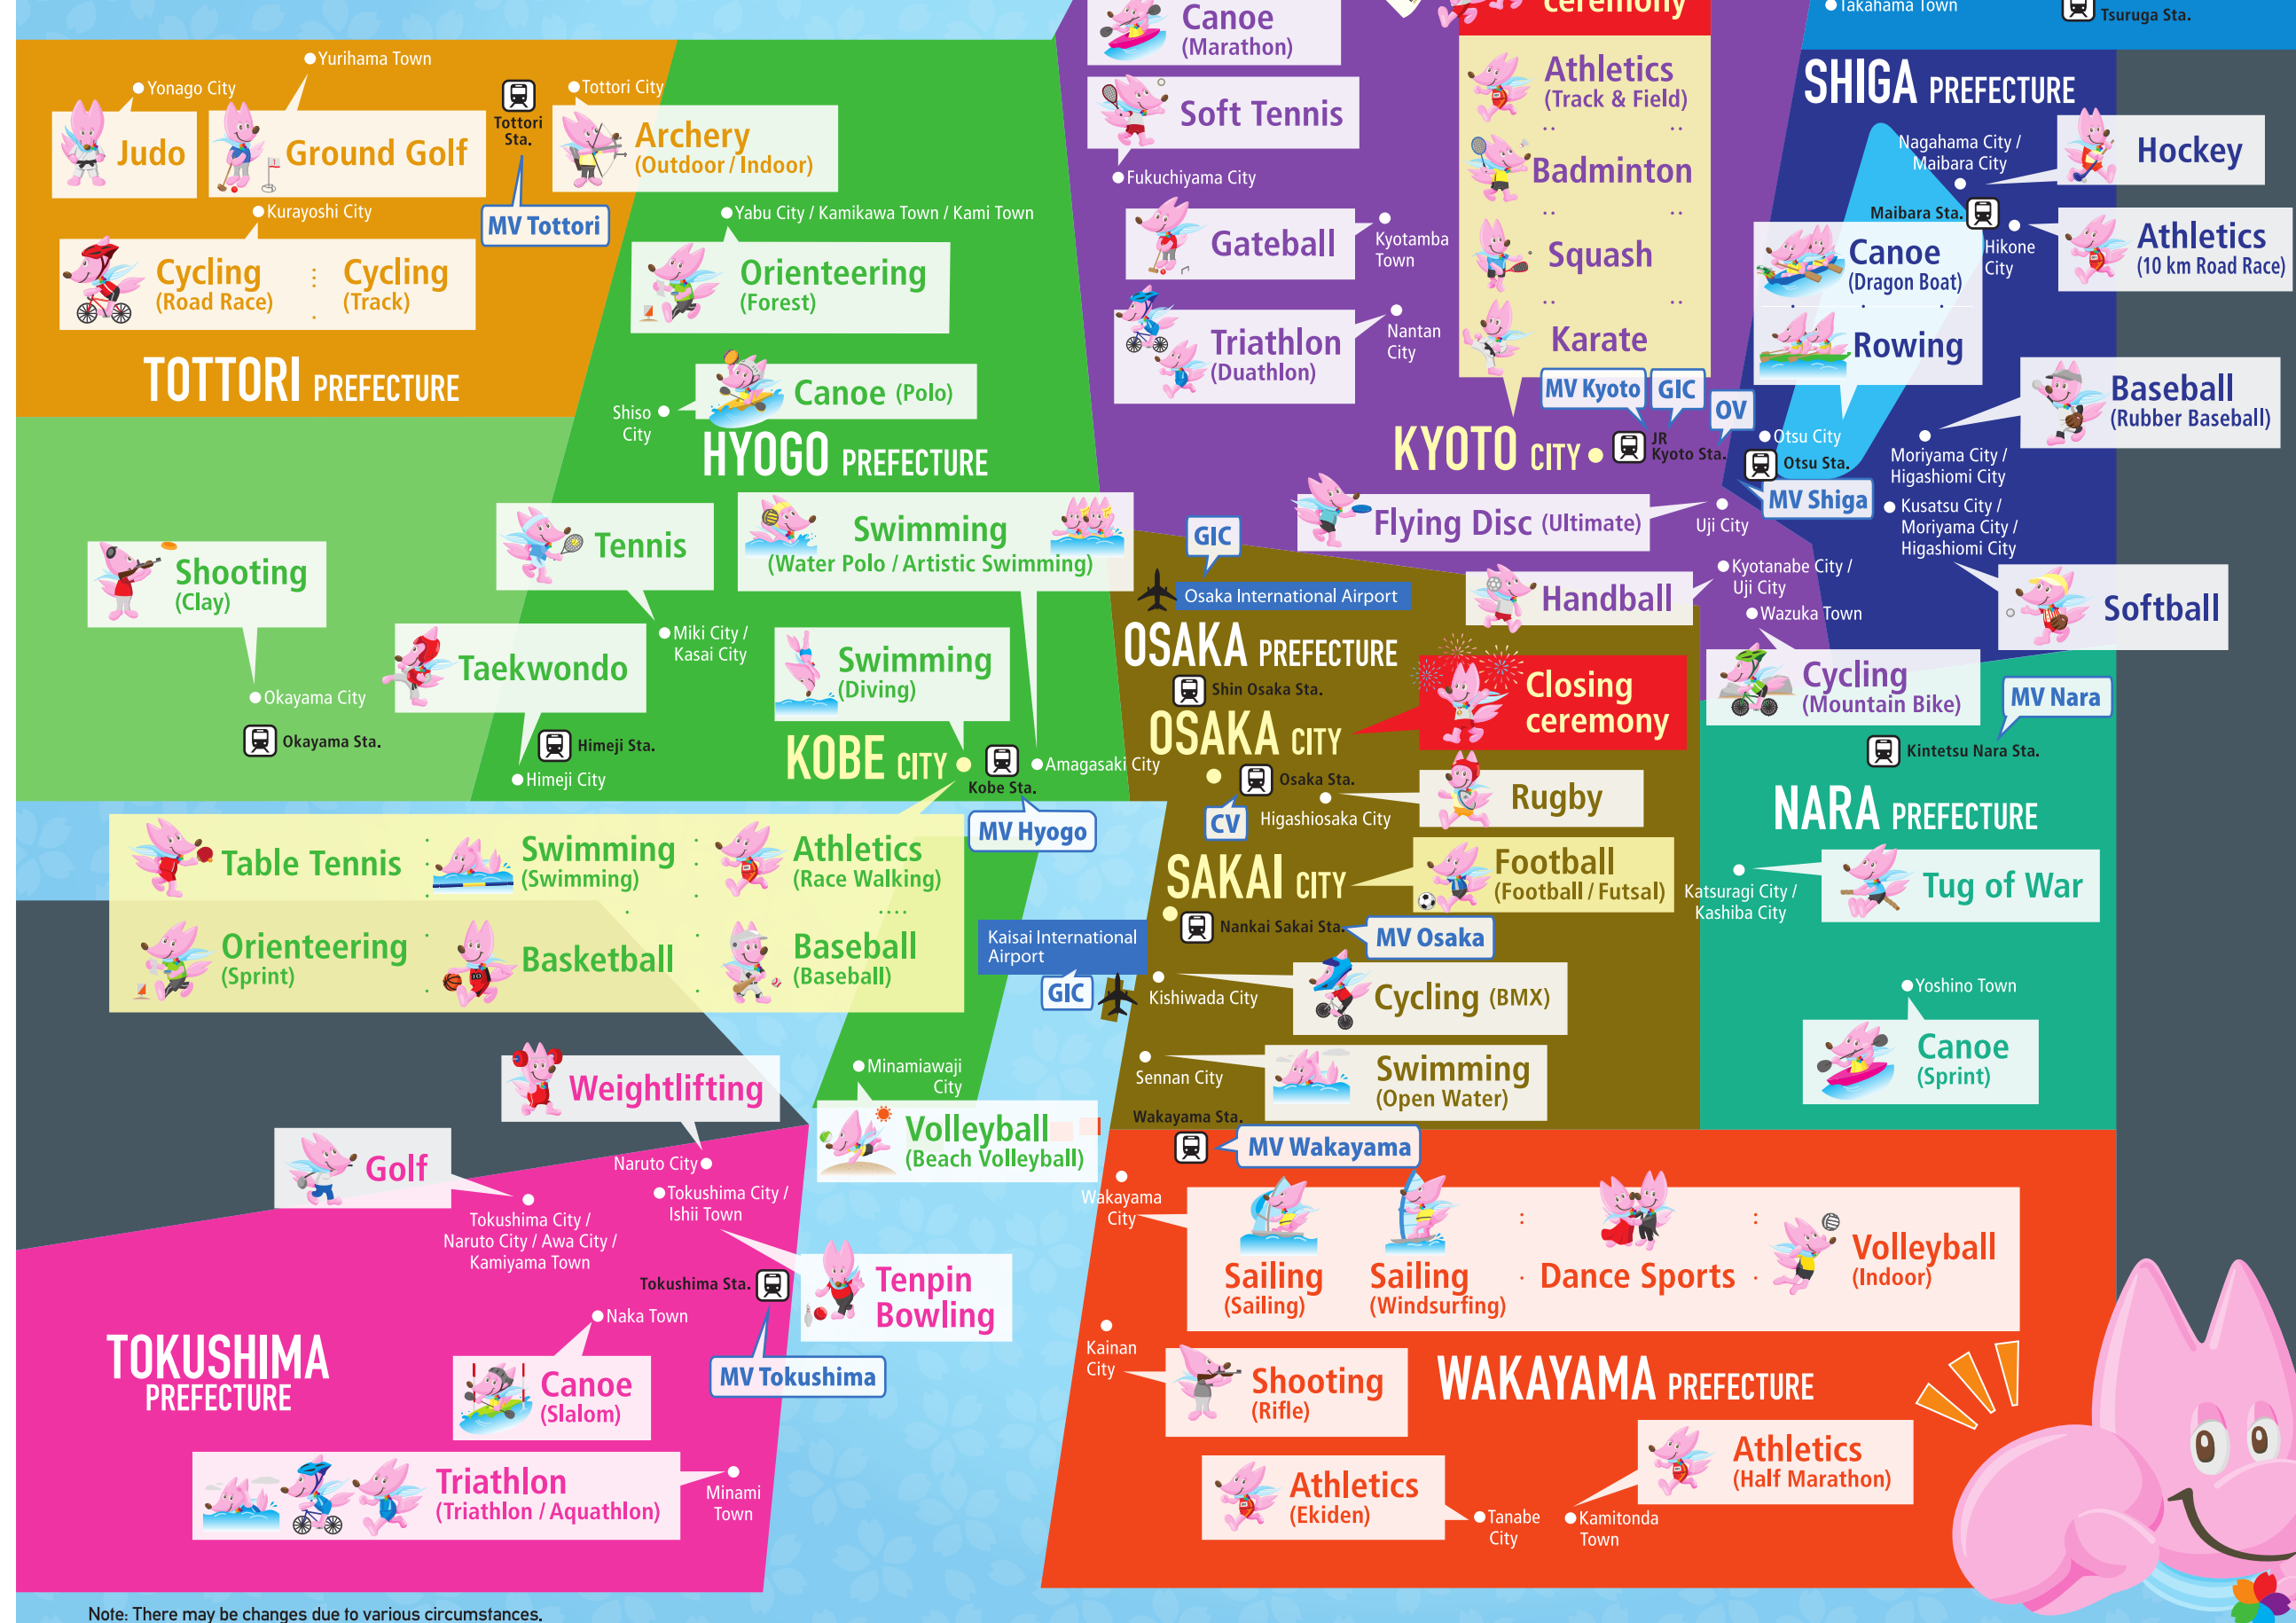 Canoe
(Marathon)
ceremony
Takahama Town
Tsuruga Sta.
Yurihama Town
Yonago City
Tottori City
Tottori
Sta.
Judo
Ground Golf
Archery
(Outdoor / Indoor)
Kurayoshi City
MV Tottori
Cycling
(Road Race)
Cycling
(Track)
TOTTORI PREFECTURE
Yabu City / Kamikawa Town / Kami Town
Orienteering
(Forest)
Shiso
City
Canoe (Polo)
HYOGO PREFECTURE
Soft Tennis
Fukuchiyama City
Gateball
Kyotamba
Town
Triathlon
(Duathlon)
Nantan
City
Athletics
(Track & Field)
Badminton
Squash
Karate
MV Kyoto
GIC
OV
KYOTO CITY
JR
Kyoto Sta.
SHIGA PREFECTURE
Nagahama City /
Maibara City
Hockey
Maibara Sta.
Hikone
City
Athletics
(10 km Road Race)
Canoe
(Dragon Boat)
Rowing
Baseball
(Rubber Baseball)
Otsu City
Otsu Sta.
MV Shiga
Moriyama City /
Higashiomi City
Kusatsu City /
Moriyama City /
Higashiomi City
Softball
Flying Disc (Ultimate)
Uji City
Kyotanabe City /
Uji City
Handball
Wazuka Town
Cycling
(Mountain Bike)
Shooting
(Clay)
Okayama City
Okayama Sta.
Tennis
Miki City /
Kasai City
Swimming
(Water Polo / Artistic Swimming)
Taekwondo
Himeji Sta.
Himeji City
Swimming
(Diving)
KOBE CITY
Kobe Sta.
Amagasaki City
MV Hyogo
GIC
Osaka International Airport
OSAKA PREFECTURE
Shin Osaka Sta.
OSAKA CITY
Closing
ceremony
Osaka Sta.
CV
Higashiosaka City
Rugby
SAKAI CITY
Football
(Football / Futsal)
Nankai Sakai Sta.
MV Osaka
MV Nara
Kintetsu Nara Sta.
NARA PREFECTURE
Katsuragi City /
Kashiba City
Tug of War
Yoshino Town
Canoe
(Sprint)
Table Tennis
Swimming
(Swimming)
Athletics
(Race Walking)
Orienteering
(Sprint)
Basketball
Baseball
(Baseball)
Kaisai International
Airport
GIC
Kishiwada City
Cycling (BMX)
Sennan City
Swimming
(Open Water)
Minamiawaji
City
Volleyball
(Beach Volleyball)
Weightlifting
Naruto City
Golf
Tokushima City /
Naruto City / Awa City /
Kamiyama Town
Tokushima City /
Ishii Town
Tenpin
Bowling
Tokushima Sta.
MV Tokushima
TOKUSHIMA
PREFECTURE
Naka Town
Canoe
(Slalom)
Triathlon
(Triathlon / Aquathlon)
Minami
Town
Wakayama Sta.
MV Wakayama
Wakayama
City
Sailing
(Sailing)
Sailing
(Windsurfing)
Dance Sports
Volleyball
(Indoor)
Kainan
City
Shooting
(Rifle)
WAKAYAMA PREFECTURE
Athletics
(Ekiden)
Tanabe
City
Athletics
(Half Marathon)
Kamitonda
Town
Note: There may be changes due to various circumstances.